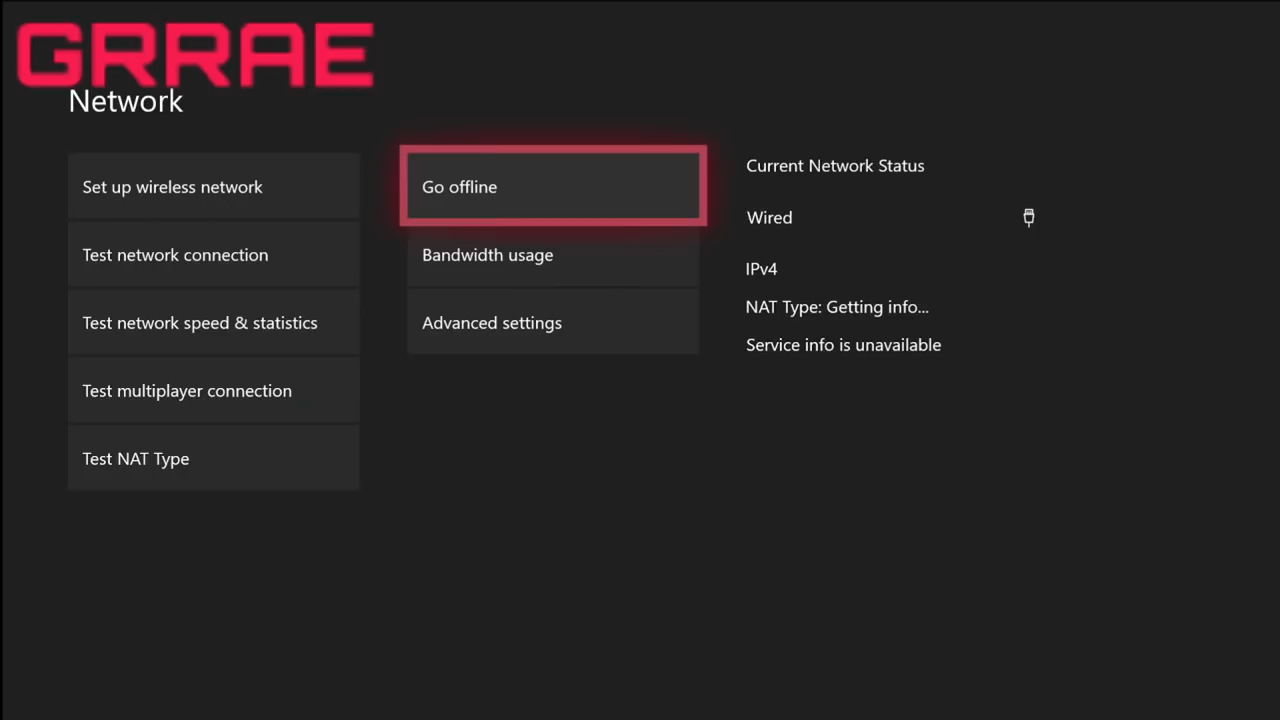 GRRAE
Network
Set up wireless network
Test network connection
Test network speed & statistics
Test multiplayer connection
Test NAT Type
Go offline
Bandwidth usage
Advanced settings
Current Network Status
Wired
IPv4
NAT Type: Getting info...
Service info is unavailable